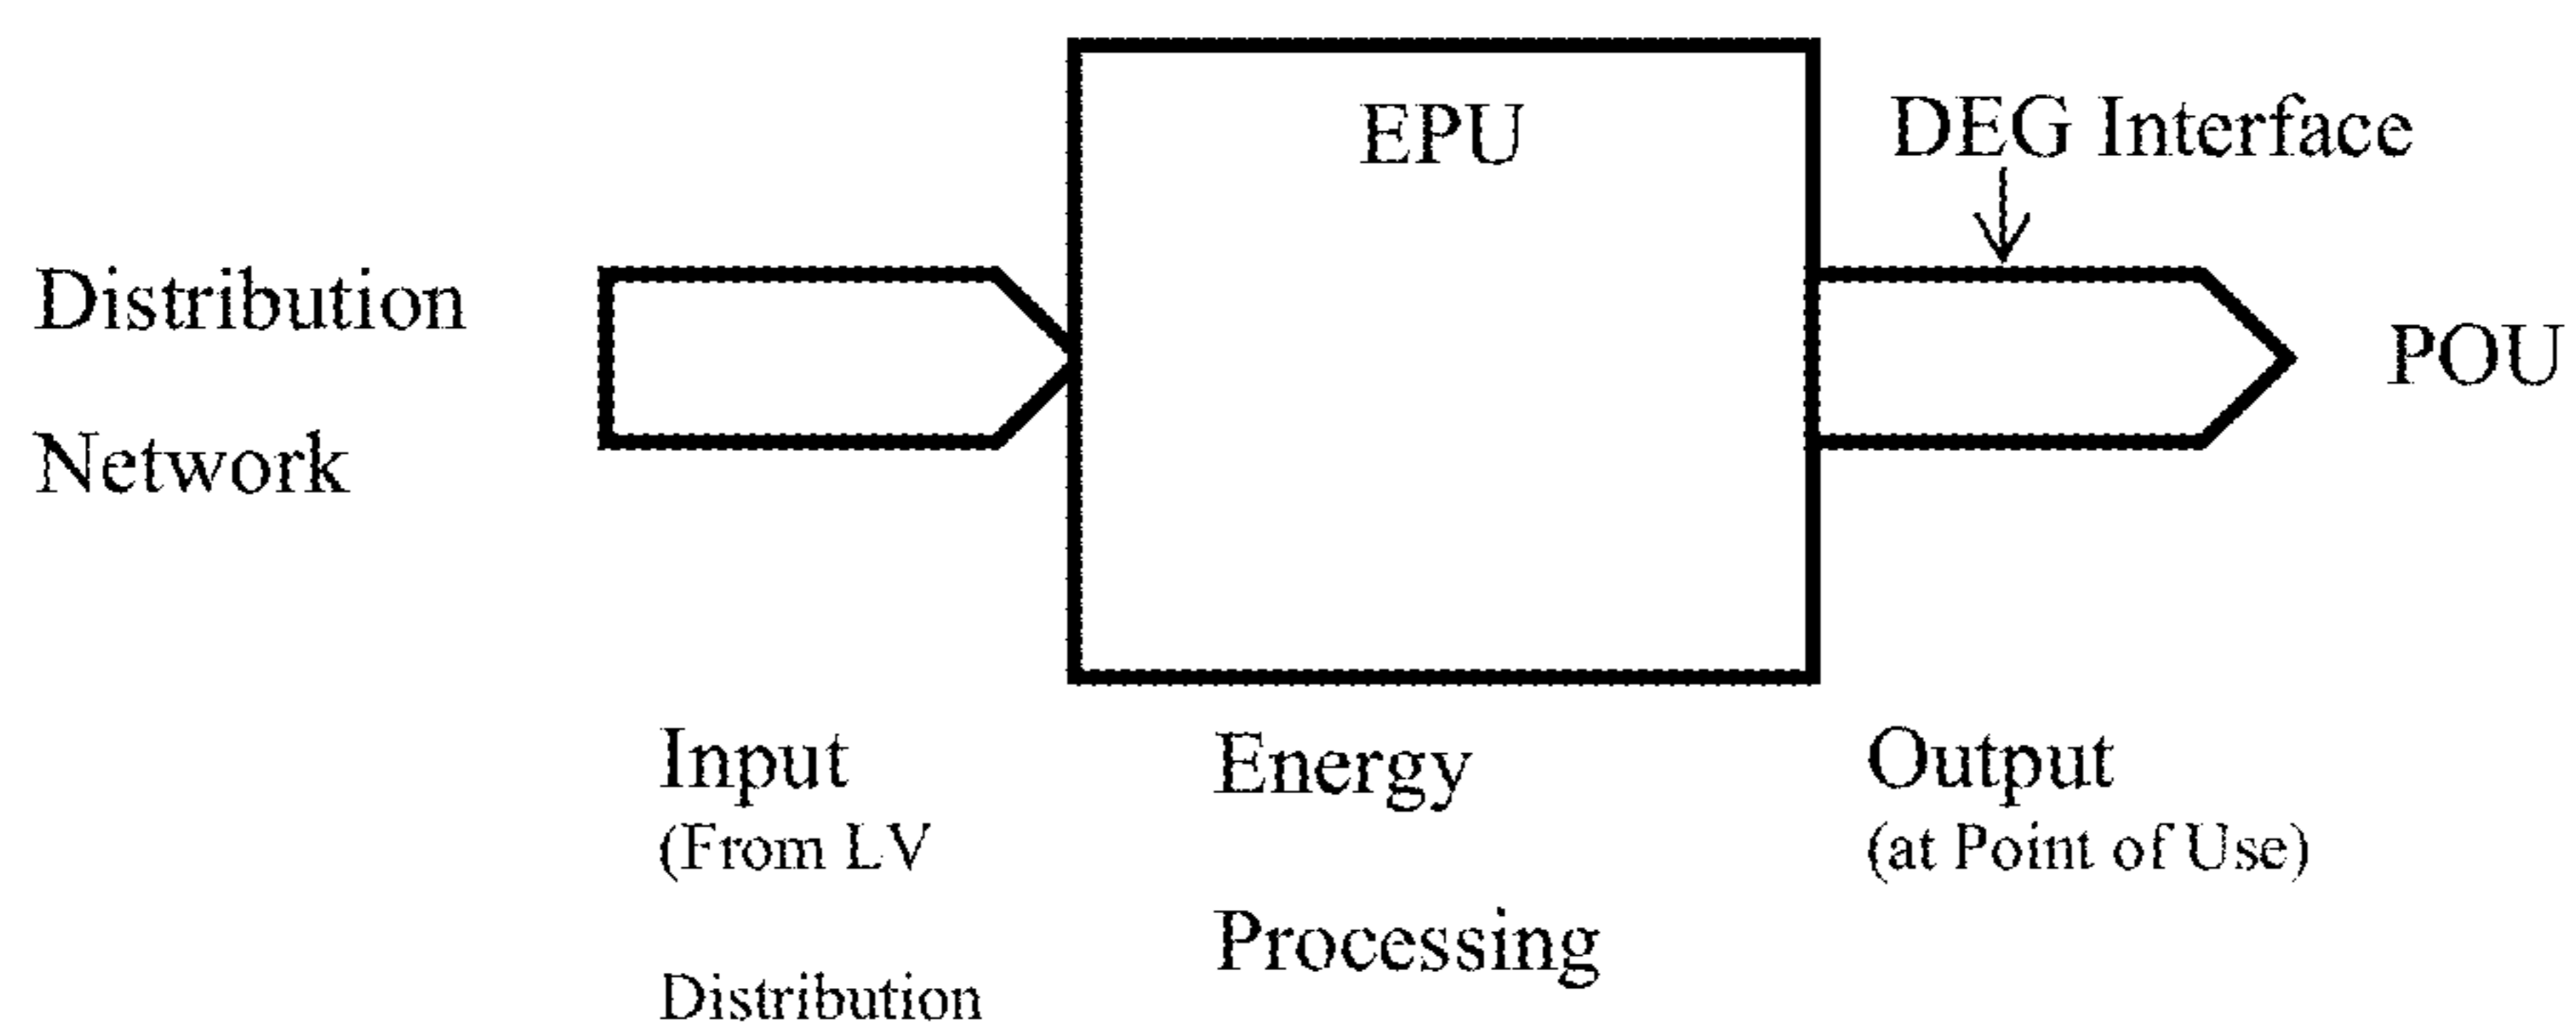 EPU
DEG Interface
Distribution
Network
POU
Input
(From LV
Distribution
Energy
Processing
Output
(at Point of Use)